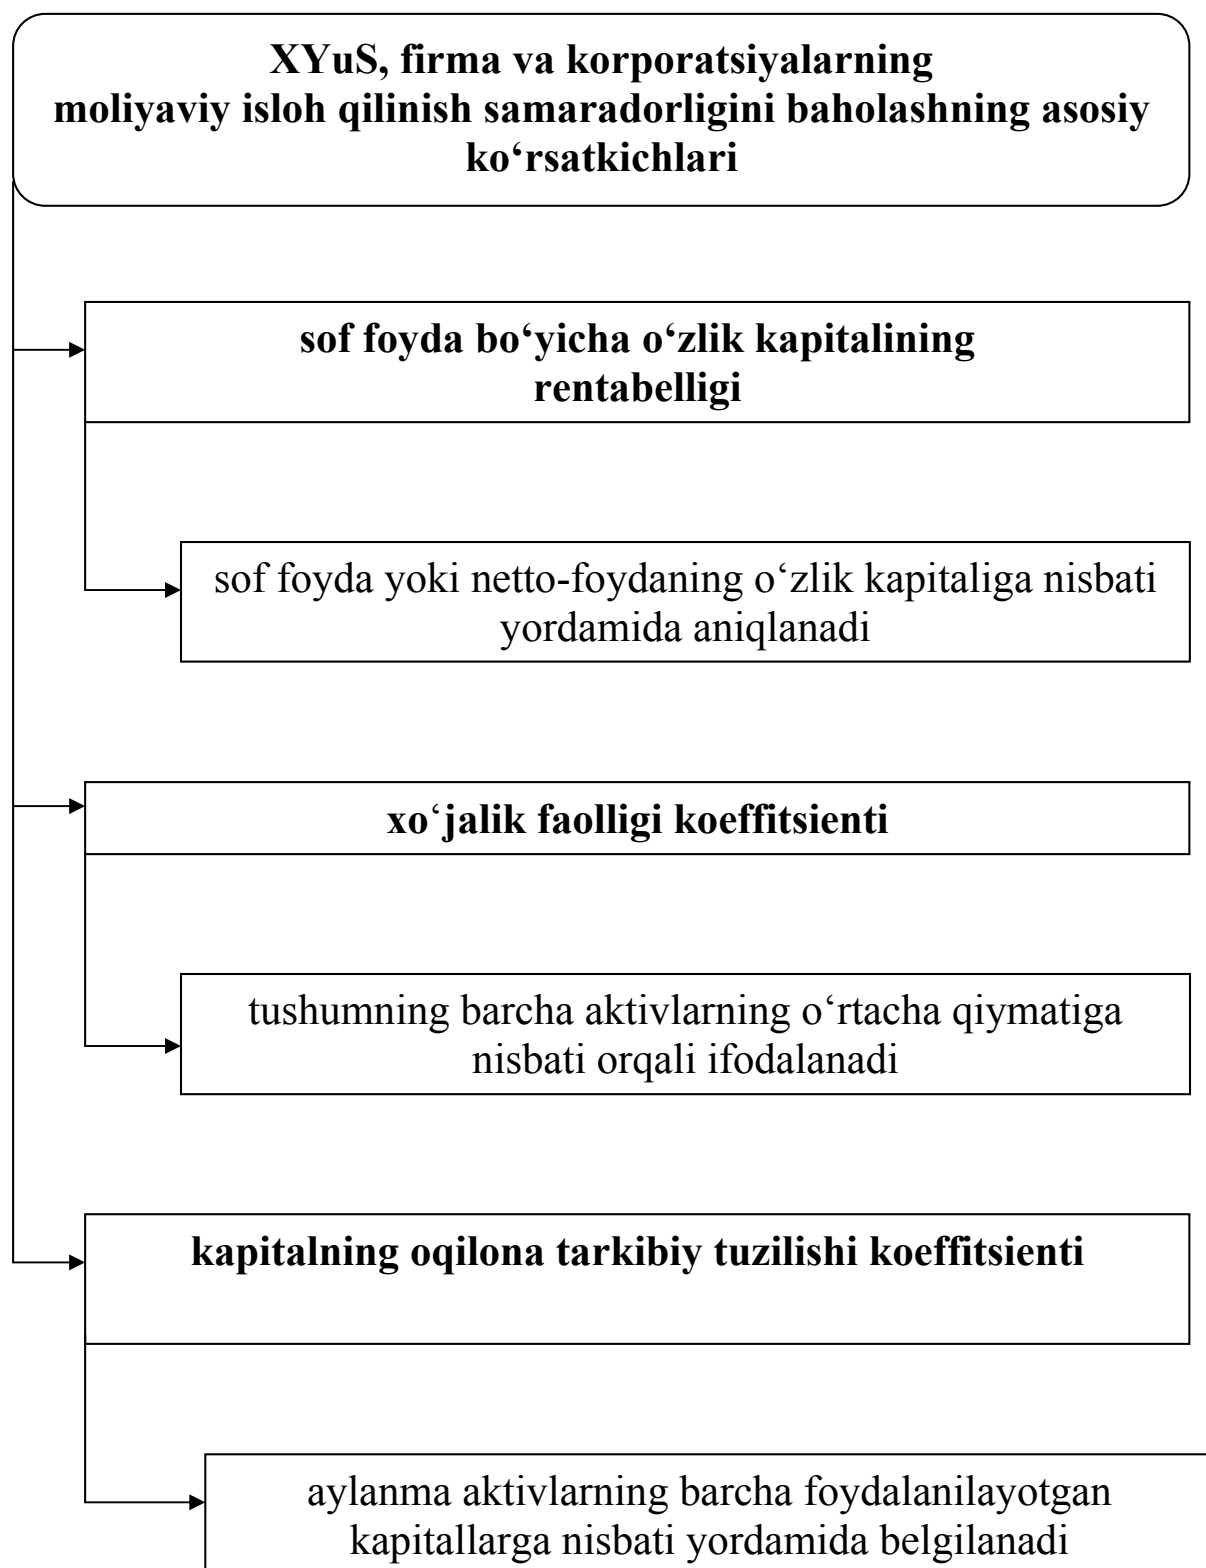 XYuS, firma va korporatsiyalarning
moliyaviy isloh qilinish samaradorligini baholashning asosiy
ko‘rsatkichlari
sof foyda bo‘yicha o‘zlik kapitalining
rentabelligi
sof foyda yoki netto-foydaning o‘zlik kapitaliga nisbati
yordamida aniqlanadi
xo‘jalik faolligi koeffitsienti
tushumning barcha aktivlarning o‘rtacha qiymatiga
nisbati orqali ifodalanadi
kapitalning oqilona tarkibiy tuzilishi koeffitsienti
aylanma aktivlarning barcha foydalanilayotgan
kapitallarga nisbati yordamida belgilanadi